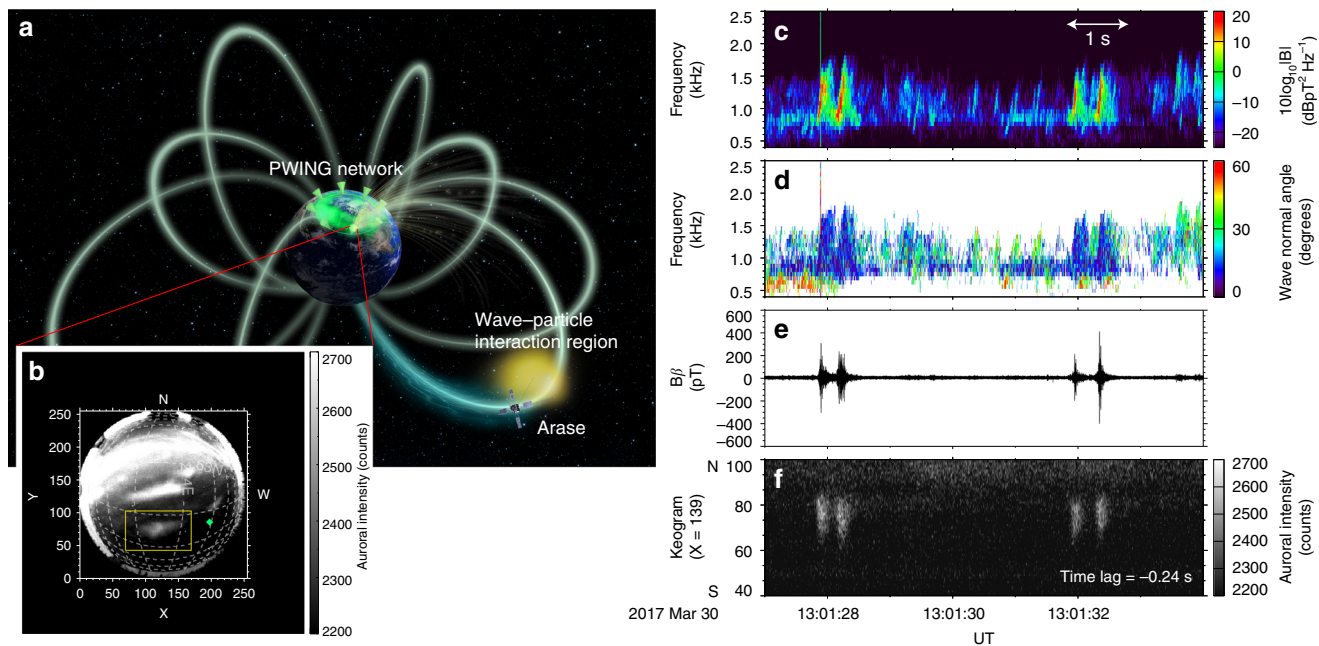 a
PWING network
Wave–particle
interaction region
Arase
b
N
250
200
150
100
50
0
Y
W
0 50 100 150 200 250
X
2700
2600
2500
2400
2300
2200
Auroral intensity (counts)
c
1 s
2.5
2.0
1.5
1.0
0.5
Frequency
(kHz)
20
10
0
−10
−20
10log10|B|
(dBpT−2 Hz−1)
d
2.5
2.0
1.5
1.0
0.5
Frequency
(kHz)
60
30
0
Wave normal angle
(degrees)
e
600
400
200
0
−200
−400
−600
Bβ
(pT)
f
N 100
80
60
S 40
Keogram
(X = 139)
Time lag = −0.24 s
2700
2600
2500
2400
2300
2200
Auroral intensity
(counts)
2017 Mar 30 13:01:28 13:01:30 13:01:32
UT